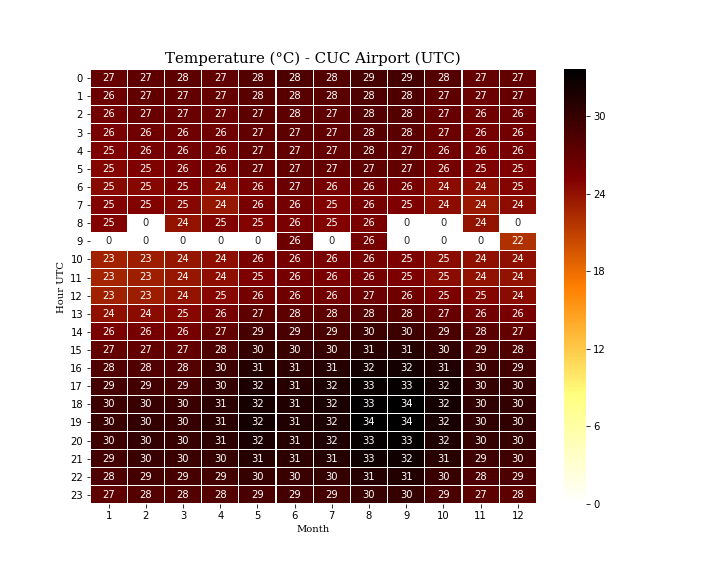 Temperature (°C) - CUC Airport (UTC)
0 27 27 28 27 28 28 28 29 29 28 27 27
1 26 27 27 27 28 28 28 28 28 27 27 27
2 26 27 27 27 27 28 27 28 28 27 26 26
3 26 26 26 26 27 27 27 28 28 27 26 26
4 25 26 26 26 27 27 27 28 27 26 26 26
5 25 25 26 26 27 27 27 27 27 26 25 25
6 25 25 25 24 26 27 26 26 26 24 24 25
7 25 25 25 24 26 26 25 26 25 24 24 24
8 25 0 24 25 25 26 25 26 0 0 24 0
9 0 0 0 0 0 26 0 26 0 0 0 22
10 23 23 24 24 25 26 26 26 25 25 24 24
11 23 23 24 24 25 26 26 26 25 25 24 24
12 23 23 24 25 26 26 26 27 26 25 25 24
13 24 24 25 26 27 28 28 28 28 27 26 26
14 26 26 26 27 29 29 29 30 30 29 28 27
15 27 27 27 28 30 30 30 31 31 30 29 28
16 28 28 28 30 31 31 31 32 32 31 30 29
17 29 29 29 30 32 31 32 33 33 32 30 30
18 30 30 30 31 32 31 32 33 34 32 30 30
19 30 30 30 31 32 31 32 34 34 32 30 30
20 30 30 30 31 32 31 32 33 33 32 30 30
21 29 30 30 30 31 31 31 33 32 31 29 30
22 28 29 29 29 30 30 30 31 31 30 28 29
23 27 28 28 28 29 29 29 30 30 29 27 28
1 2 3 4 5 6 7 8 9 10 11 12
Month
Hour UTC
30
24
18
12
6
0